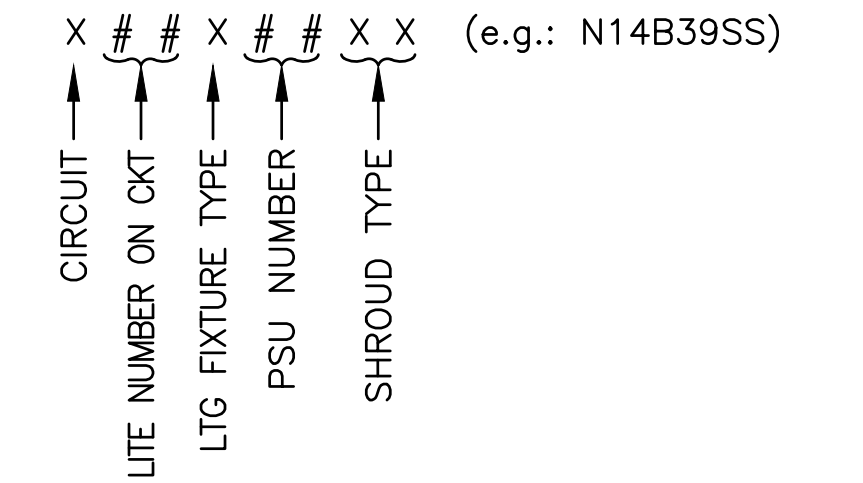 X # # X # # X X (e.g.: N14B39SS)
CIRCUIT
LITE NUMBER ON CKT
LTG FIXTURE TYPE
PSU NUMBER
SHROUD TYPE